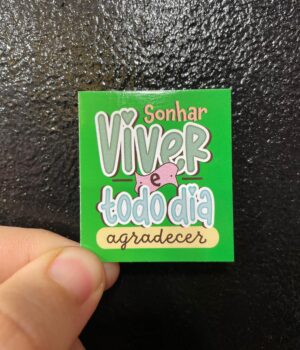 Sonhar
Viver
e
todo dia
agradecer